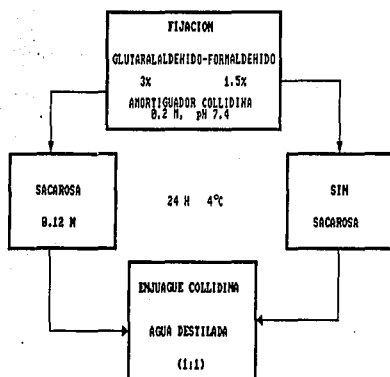 FIJACION
GLUTARALALDEHIDO-FORMALDEHIDO
3% 1.5%
AMORTIGUADOR COLLIDINA
0.2 M, pH 7.4
SACAROSA
0.12 M
24 H 4°C
SIN
SACAROSA
ENJUAGUE COLLIDINA
AGUA DESTILADA
(1:1)